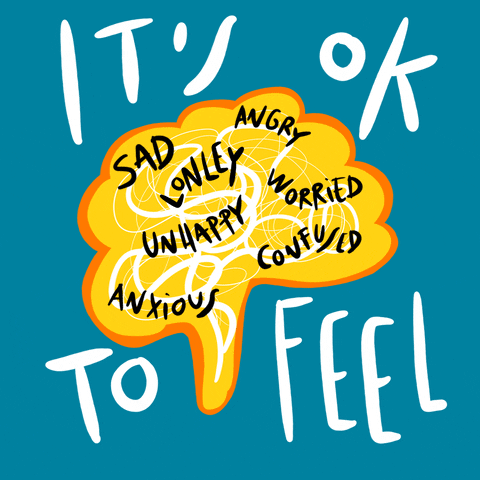 IT'S OK
ANGRY
SAD
LONLEY
WORRIED
UNHAPPY
CONFUSED
ANXIOUS
TO FEEL